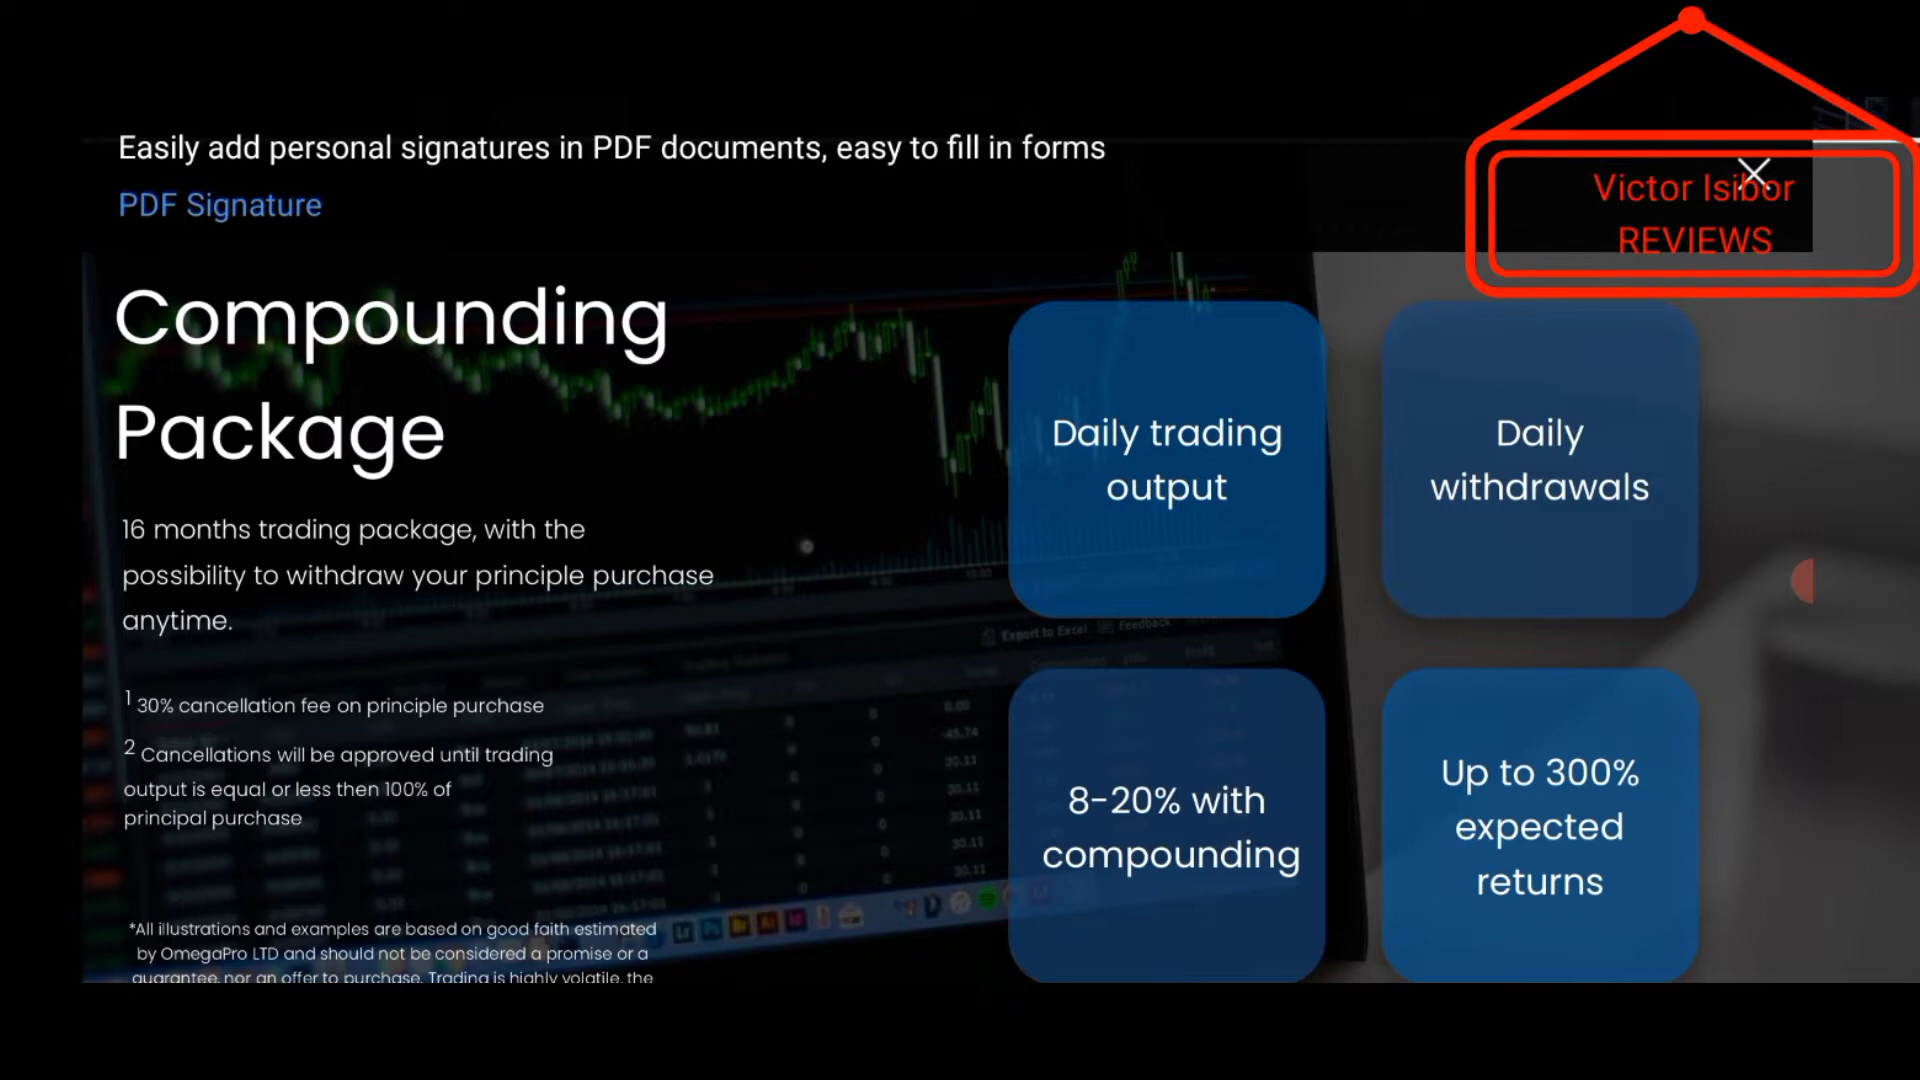 Easily add personal signatures in PDF documents, easy to fill in forms
PDF Signature
Victor Isibor
REVIEWS
Compounding
Package
16 months trading package, with the
possibility to withdraw your principle purchase
anytime.
1 30% cancellation fee on principle purchase
2 Cancellations will be approved until trading
output is equal or less then 100% of
principal purchase
*All illustrations and examples are based on good faith estimated
by OmegaPro LTD and should not be considered a promise or a
guarantee, nor an offer to purchase. Trading is highly volatile, the
Daily trading
output
Daily
withdrawals
8-20% with
compounding
Up to 300%
expected
returns
Export to Excel
Feedback